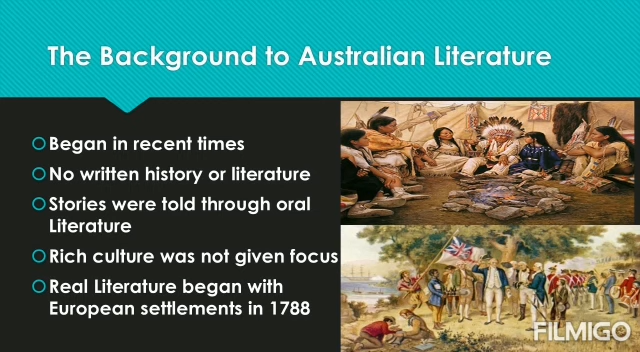 The Background to Australian Literature
Began in recent times
No written history or literature
Stories were told through oral
Literature
Rich culture was not given focus
Real Literature began with
European settlements in 1788
FILMIGO